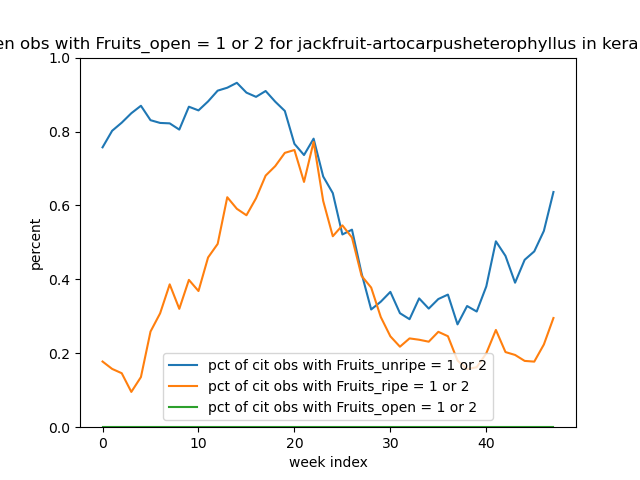 en obs with Fruits_open = 1 or 2 for jackfruit-artocarpusheterophyllus in kera
1.0
0.8
0.6
0.4
0.2
0.0
percent
pct of cit obs with Fruits_unripe = 1 or 2
pct of cit obs with Fruits_ripe = 1 or 2
pct of cit obs with Fruits_open = 1 or 2
0 10 20 30 40
week index